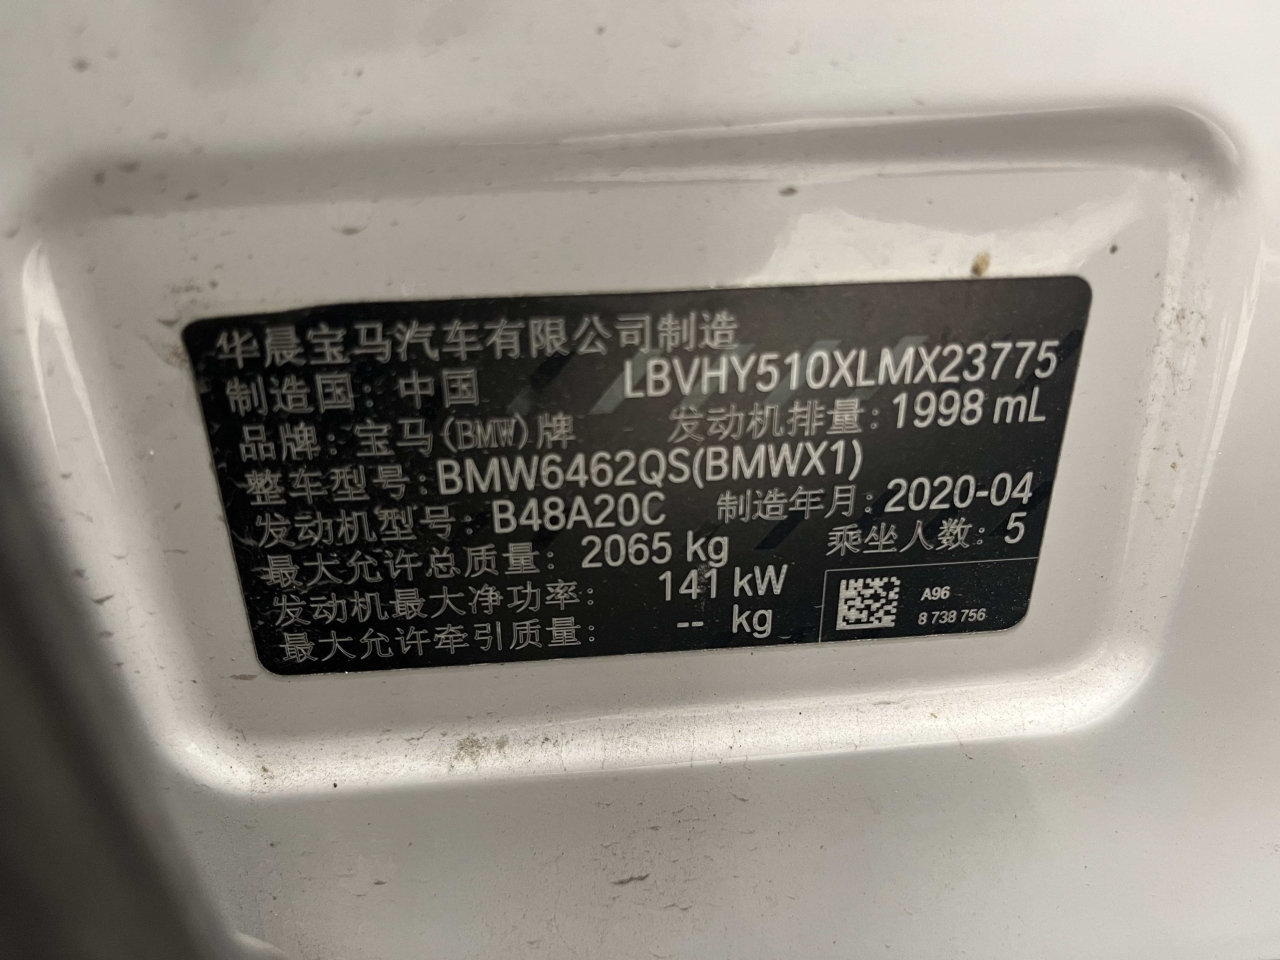 华晨宝马汽车有限公司制造
制造国: 中国 LBVHY510XLMX23775
品牌: 宝马(BMW)牌 发动机排量: 1998 mL
整车型号: BMW6462QS(BMWX1)
发动机型号: B48A20C 制造年月: 2020-04
最大允许总质量: 2065 kg 乘坐人数: 5
发动机最大净功率: 141 kW
最大允许牵引质量: -- kg
A96
8 738 756